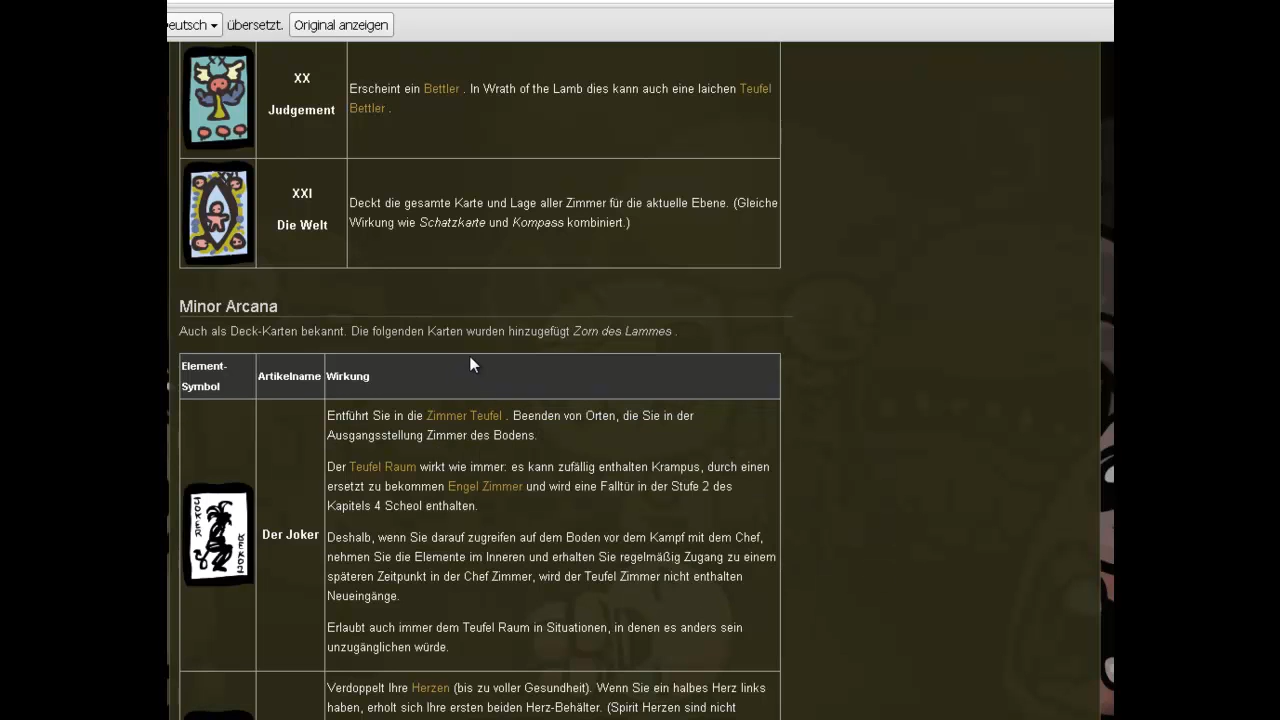 eutsch übersetzt. Original anzeigen
XX
Judgement
Erscheint ein Bettler . In Wrath of the Lamb dies kann auch eine laichen Teufel
Bettler .
XXI
Die Welt
Deckt die gesamte Karte und Lage aller Zimmer für die aktuelle Ebene. (Gleiche
Wirkung wie Schatzkarte und Kompass kombiniert.)
Minor Arcana
Auch als Deck-Karten bekannt. Die folgenden Karten wurden hinzugefügt Zorn des Lammes .
Element-
Symbol
Artikelname
Wirkung
Entführt Sie in die Zimmer Teufel . Beenden von Orten, die Sie in der
Ausgangsstellung Zimmer des Bodens.
Der Teufel Raum wirkt wie immer: es kann zufällig enthalten Krampus, durch einen
ersetzt zu bekommen Engel Zimmer und wird eine Falltür in der Stufe 2 des
Kapitels 4 Scheol enthalten.
JOKER
JOKER
Der Joker
Deshalb, wenn Sie darauf zugreifen auf dem Boden vor dem Kampf mit dem Chef,
nehmen Sie die Elemente im Inneren und erhalten Sie regelmäßig Zugang zu einem
späteren Zeitpunkt in der Chef Zimmer, wird der Teufel Zimmer nicht enthalten
Neueingänge.
Erlaubt auch immer dem Teufel Raum in Situationen, in denen es anders sein
unzugänglichen würde.
Verdoppelt Ihre Herzen (bis zu voller Gesundheit). Wenn Sie ein halbes Herz links
haben, erholt sich Ihre ersten beiden Herz-Behälter. (Spirit Herzen sind nicht